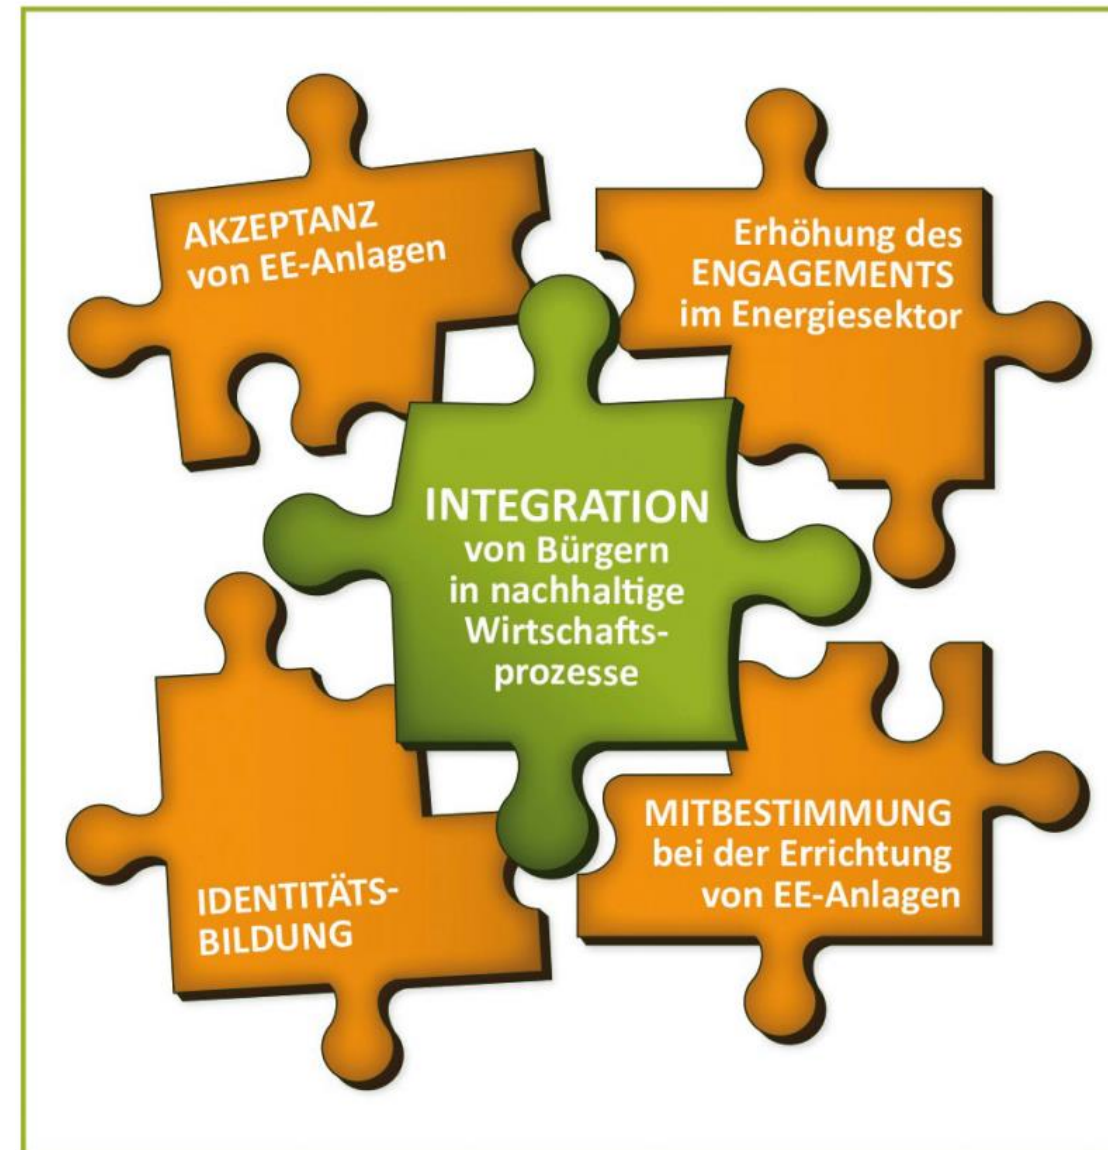 AKZEPTANZ
von EE-Anlagen
Erhöhung des
ENGAGEMENTS
im Energiesektor
INTEGRATION
von Bürgern
in nachhaltige
Wirtschafts-
prozesse
IDENTITÄTS-
BILDUNG
MITBESTIMMUNG
bei der Errichtung
von EE-Anlagen